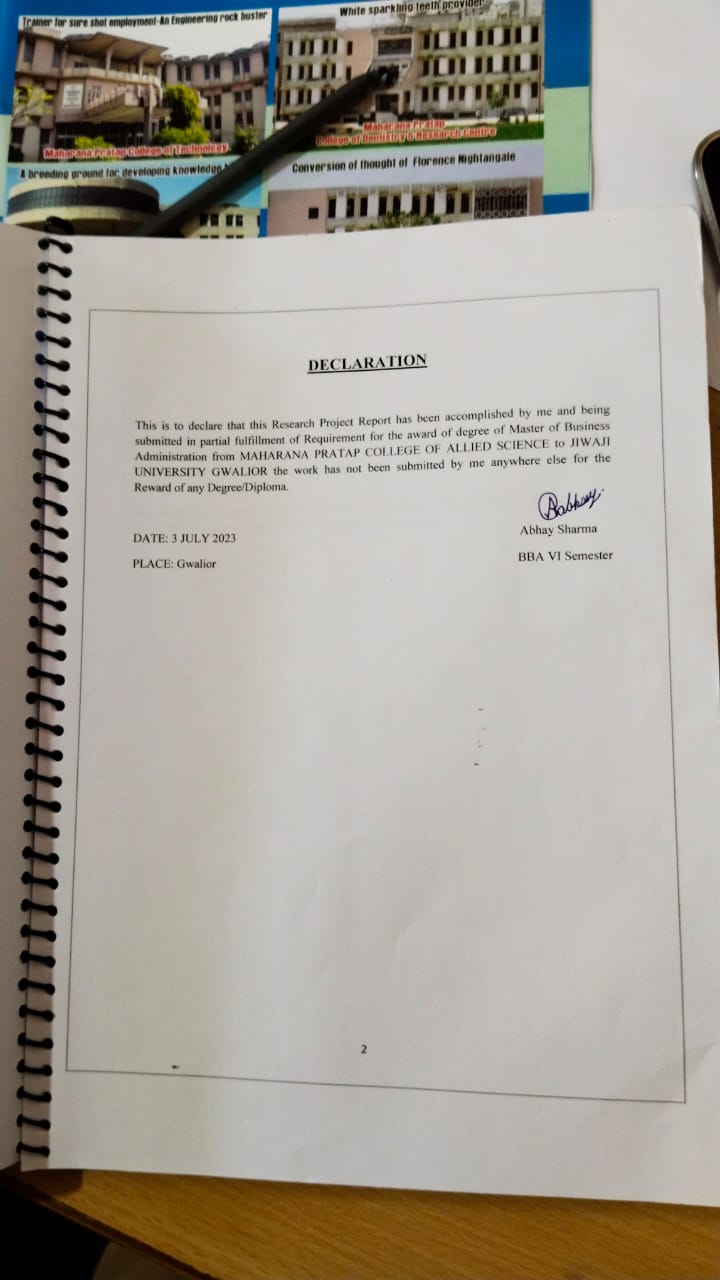 Trainer for sure shot employment-An Engineering rock buster
White sparkling teeth provider
Maharana Pratap College of Technology
Maharana Pratap
College of Dentistry & Research Centre
A breeding ground for developing knowledge
Conversion of thought of Florence Nightangale
DECLARATION
This is to declare that this Research Project Report has been accomplished by me and being
submitted in partial fulfillment of Requirement for the award of degree of Master of Business
Administration from MAHARANA PRATAP COLLEGE OF ALLIED SCIENCE to JIWAJI
UNIVERSITY GWALIOR the work has not been submitted by me anywhere else for the
Reward of any Degree/Diploma.
DATE: 3 JULY 2023
Abhay Sharma
PLACE: Gwalior
BBA VI Semester
2